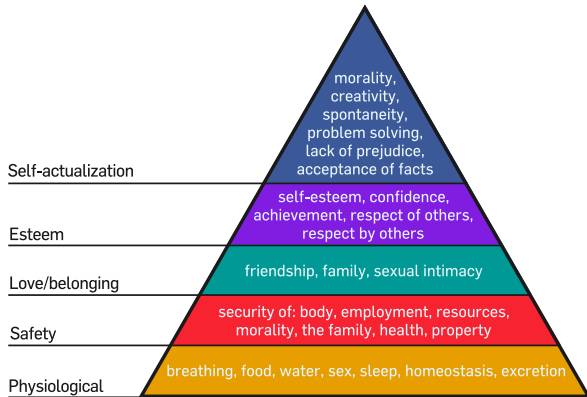 morality,
creativity,
spontaneity,
problem solving,
lack of prejudice,
acceptance of facts
Self-actualization
self-esteem, confidence,
achievement, respect of others,
respect by others
Esteem
friendship, family, sexual intimacy
Love/belonging
security of: body, employment, resources,
morality, the family, health, property
Safety
breathing, food, water, sex, sleep, homeostasis, excretion
Physiological